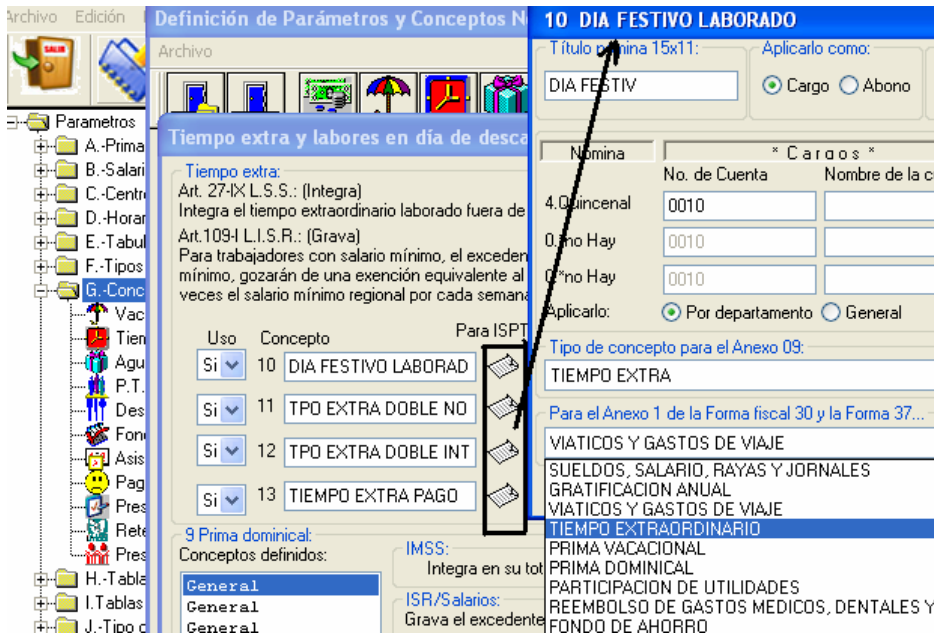 Archivo Edición
SALIR
Parametros
A.-Prima
B.-Salari
C.-Centr
D.-Horar
E.-Tabul
F.-Tipos
G.-Conc
Vac
Tien
Agu
P.T.
Des
Fon
Asis
Pag
Pres
Rete
Pres
H.-Tabla
I.Tablas
J.-Tipo c
Definición de Parámetros y Conceptos N
Archivo
Tiempo extra y labores en día de desca
Tiempo extra:
Art. 27-IX L.S.S.: (Integra)
Integra el tiempo extraordinario laborado fuera de
Art.109-I L.I.S.R.: (Grava)
Para trabajadores con salario mínimo, el exceden
mínimo, gozarán de una exención equivalente al
veces el salario mínimo regional por cada semana
Uso Concepto Para ISPT
Si 10 DIA FESTIVO LABORAD
Si 11 TPO EXTRA DOBLE NO
Si 12 TPO EXTRA DOBLE INT
Si 13 TIEMPO EXTRA PAGO
9 Prima dominical:
Conceptos definidos:
General
General
General
IMSS:
Integra en su tot
ISR/Salarios:
Grava el excedente
10 DIA FESTIVO LABORADO
Título nomina 15x11: Aplicarlo como:
DIA FESTIV Cargo Abono
Nomina * Cargos *
No. de Cuenta Nombre de la c
4.Quincenal 0010
0.*no Hay 0010
0.*no Hay 0010
Aplicarlo: Por departamento General
Tipo de concepto para el Anexo 09:
TIEMPO EXTRA
Para el Anexo 1 de la Forma fiscal 30 y la Forma 37...
VIATICOS Y GASTOS DE VIAJE
SUELDOS, SALARIO, RAYAS Y JORNALES
GRATIFICACION ANUAL
VIATICOS Y GASTOS DE VIAJE
TIEMPO EXTRAORDINARIO
PRIMA VACACIONAL
PRIMA DOMINICAL
PARTICIPACION DE UTILIDADES
REEMBOLSO DE GASTOS MEDICOS, DENTALES Y
FONDO DE AHORRO